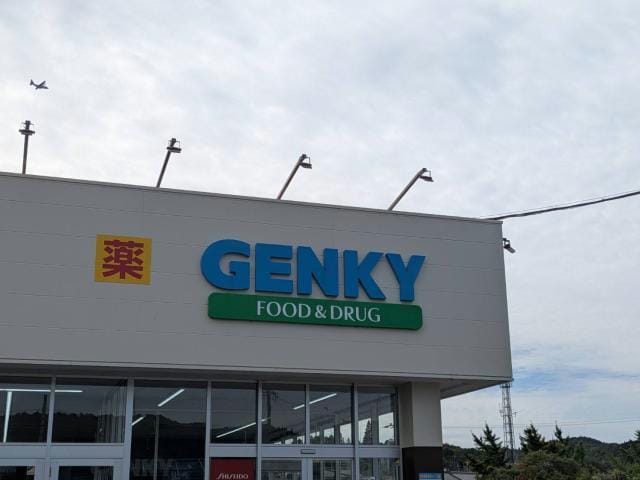 薬
GENKY
FOOD & DRUG
SHISEIDO